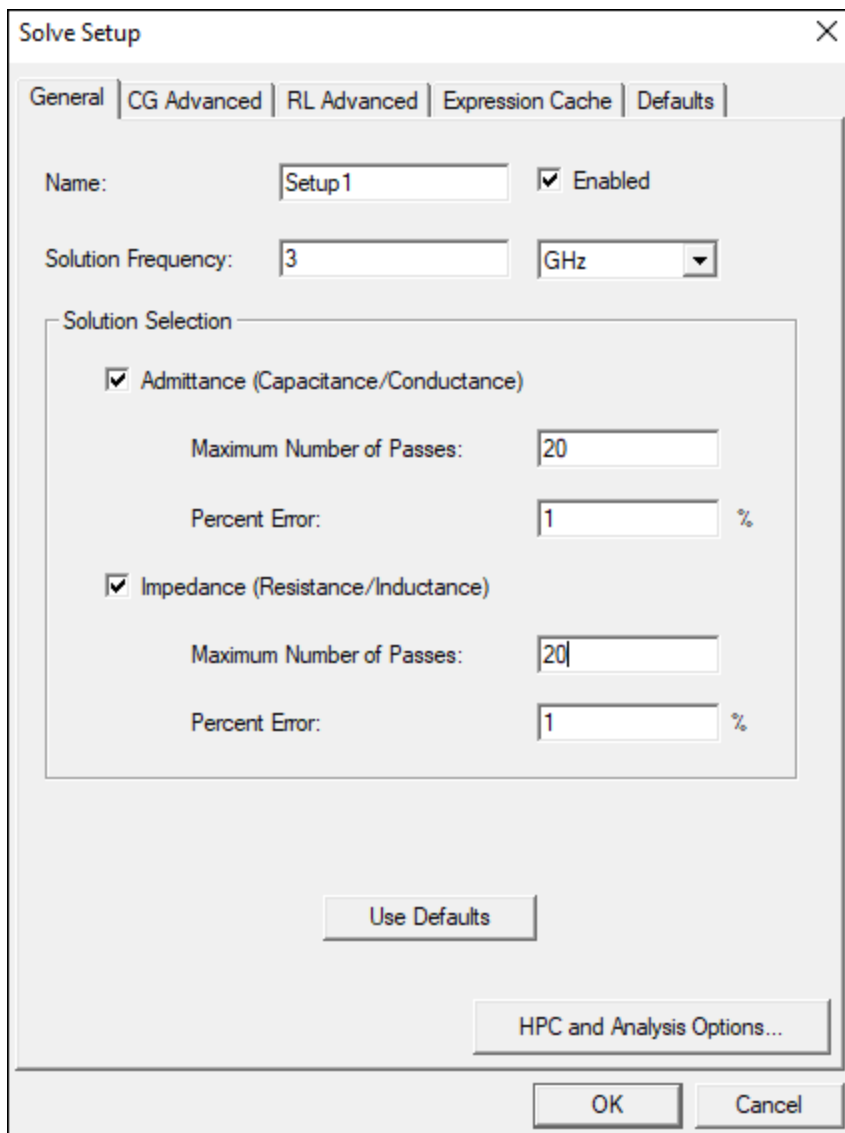 Solve Setup
General CG Advanced RL Advanced Expression Cache Defaults
Name: Setup1 Enabled
Solution Frequency: 3 GHz
Solution Selection
Admittance (Capacitance/Conductance)
Maximum Number of Passes: 20
Percent Error: 1 %
Impedance (Resistance/Inductance)
Maximum Number of Passes: 20
Percent Error: 1 %
Use Defaults
HPC and Analysis Options...
OK Cancel